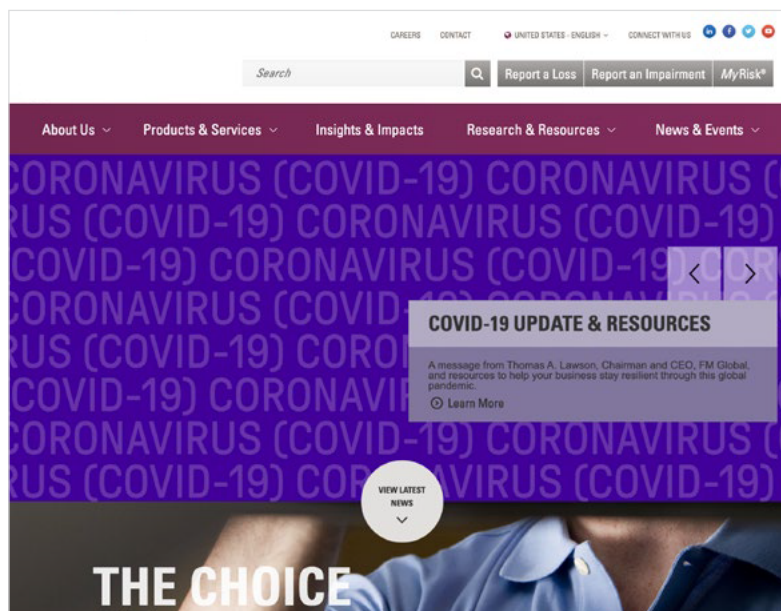 CAREERS CONTACT UNITED STATES - ENGLISH CONNECT WITH US
Search Report a Loss Report an Impairment MyRisk®
About Us Products & Services Insights & Impacts Research & Resources News & Events
CORONAVIRUS (COVID-19) CORONAVIRUS (
RUS (COVID-19) CORONAVIRUS (COVID-19)
COVID-19) CORONAVIRUS (COVID-19) COR
CORONAVIRUS (COVID-
COVID-19 UPDATE & RESOURCES
RUS (COVID-19) CORO
A message from Thomas A. Lawson, Chairman and CEO, FM Global,
and resources to help your business stay resilient through this global
pandemic.
COVID-19) CORONAVIR
Learn More
CORONAVIRUS (COVID-19) CORONAVIRUS (
RUS (COVID-19) COR AVIRUS (COVID-19)
VIEW LATEST
NEWS
THE CHOICE